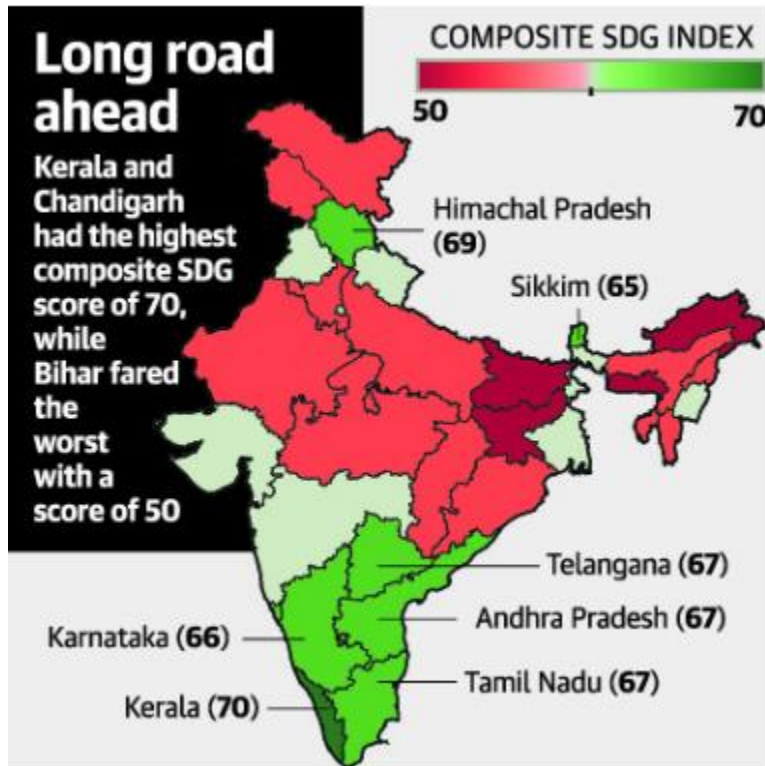 Long road
ahead
Kerala and
Chandigarh
had the highest
composite SDG
score of 70,
while
Bihar fared
the
worst
with a
score of 50
COMPOSITE SDG INDEX
50
70
Himachal Pradesh
(69)
Sikkim (65)
Telangana (67)
Andhra Pradesh (67)
Karnataka (66)
Tamil Nadu (67)
Kerala (70)